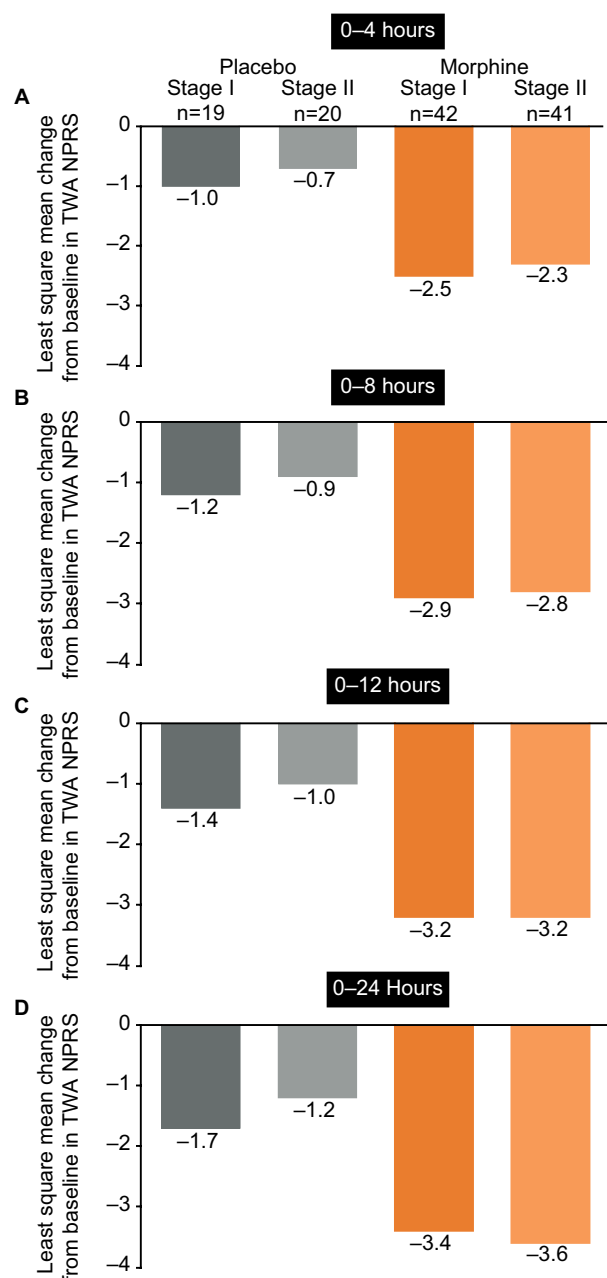 0–4 hours
Placebo Morphine
Stage I Stage II Stage I Stage II
A
n=19 n=20 n=42 n=41
Least square mean change
from baseline in TWA NPRS
0
–1
–2
–3
–4
–1.0
–0.7
–2.5
–2.3
0–8 hours
B
Least square mean change
from baseline in TWA NPRS
0
–1
–2
–3
–4
–1.2
–0.9
–2.9
–2.8
0–12 hours
C
Least square mean change
from baseline in TWA NPRS
0
–1
–2
–3
–4
–1.4
–1.0
–3.2
–3.2
0–24 Hours
D
Least square mean change
from baseline in TWA NPRS
0
–1
–2
–3
–4
–1.7
–1.2
–3.4
–3.6